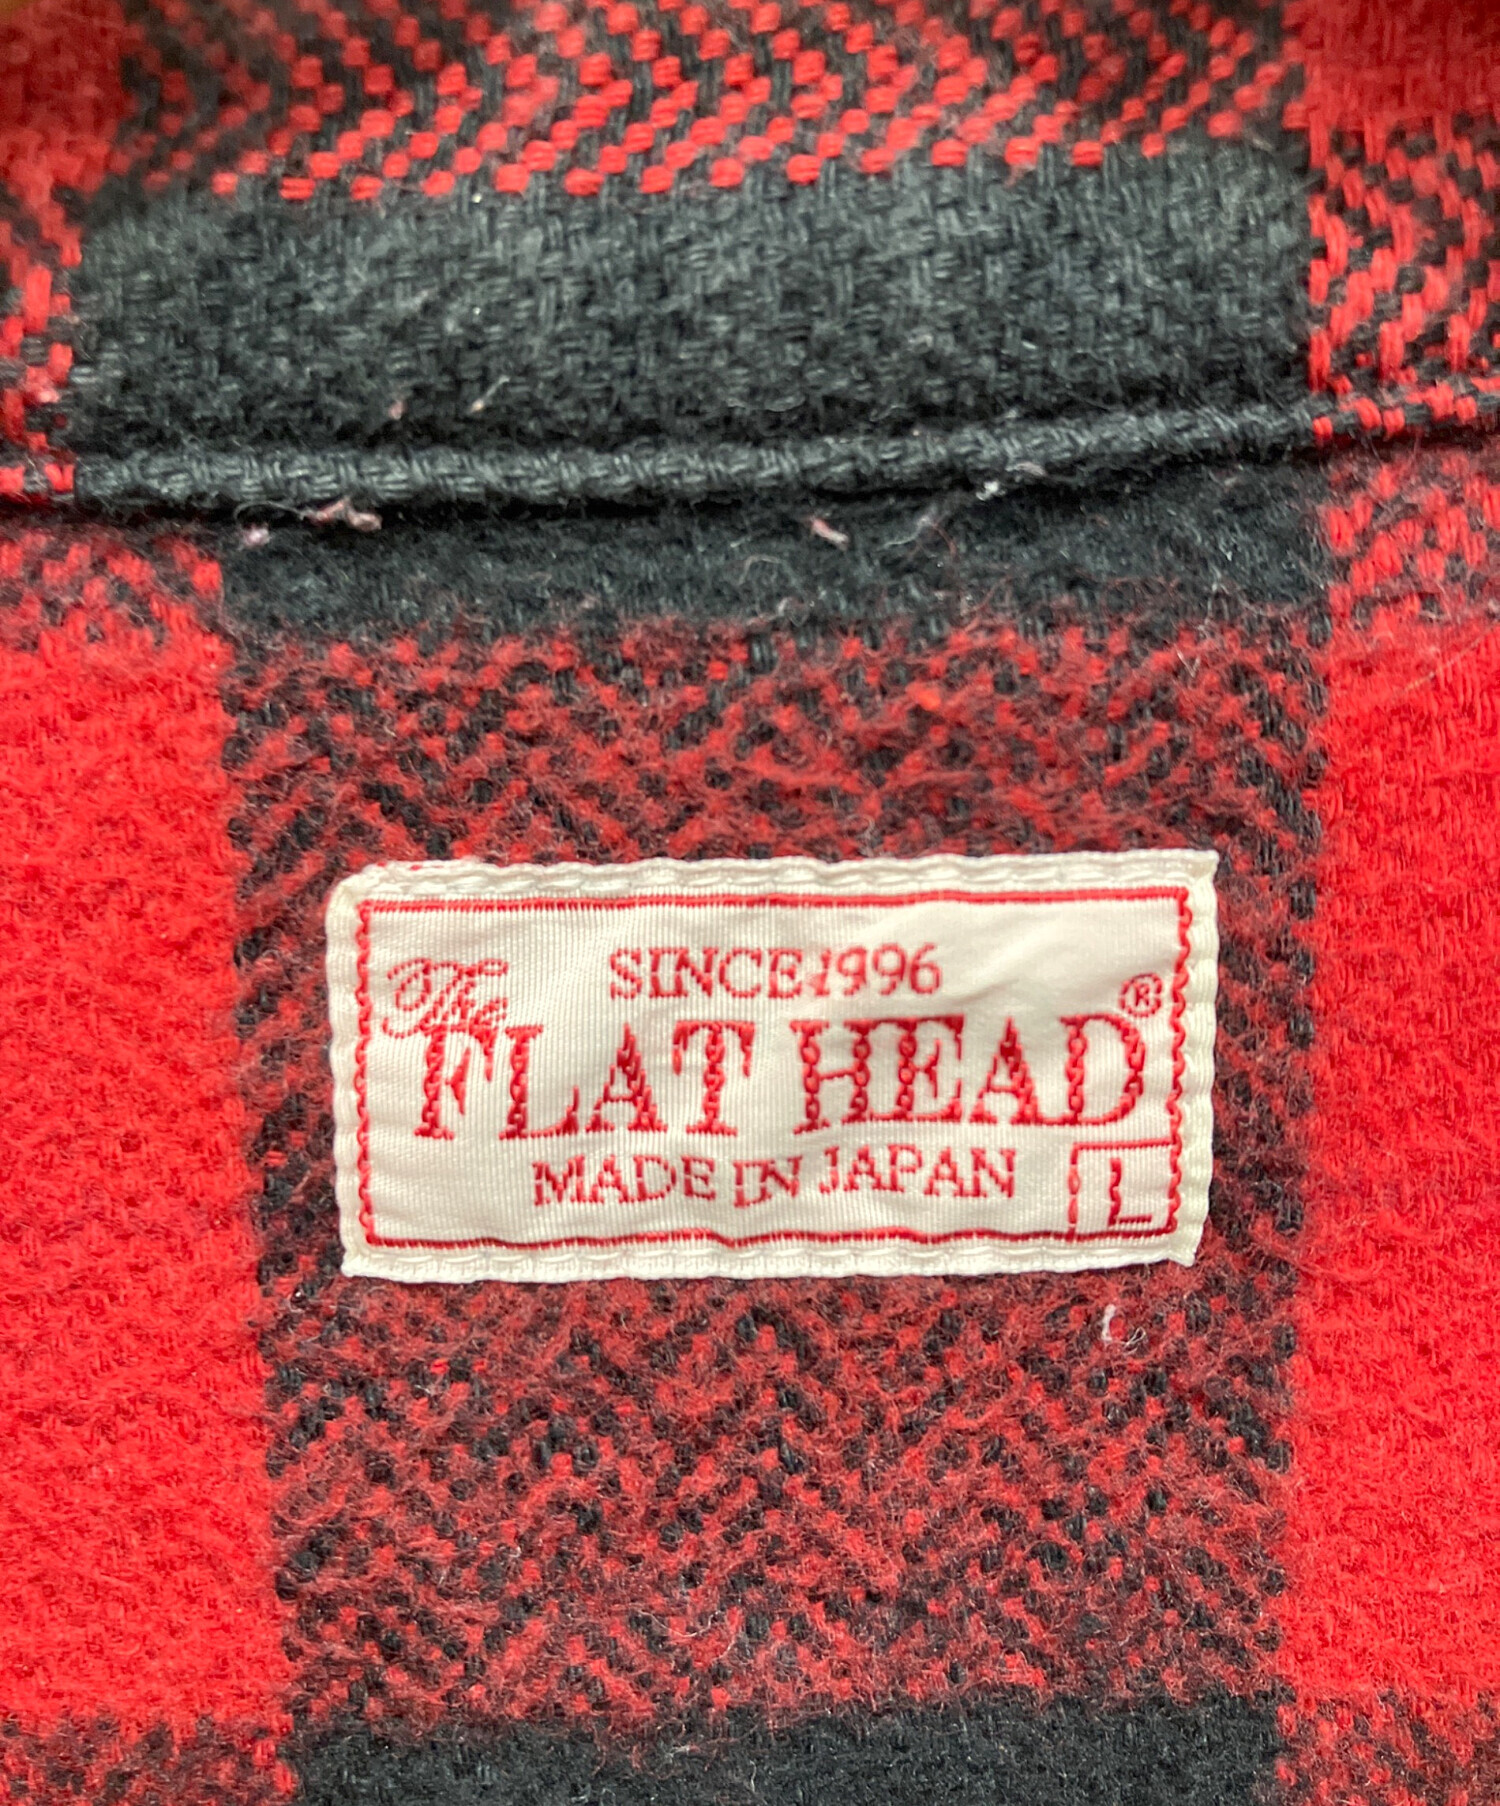 SINCE 1996
The
FLAT HEAD®
MADE IN JAPAN
L